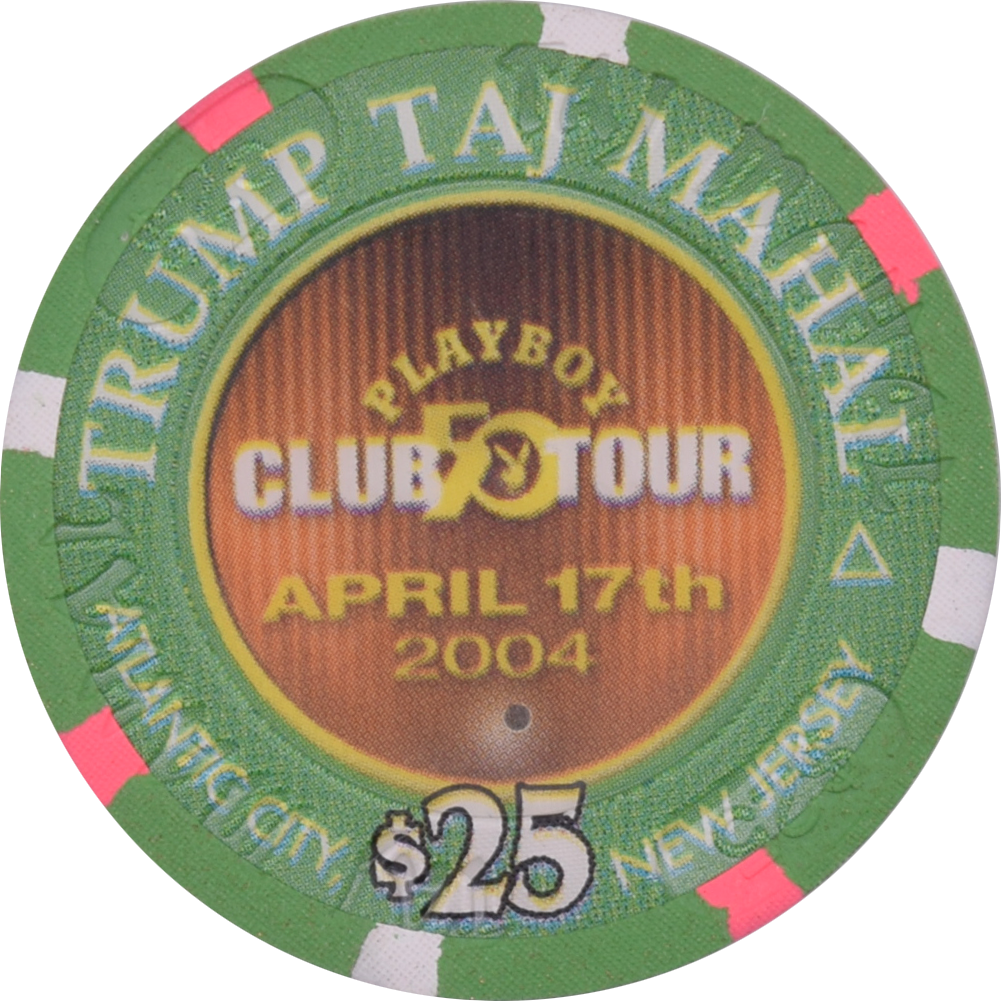 TRUMP TAJ MAHAL
PLAYBOY
CLUB 50 TOUR
APRIL 17th
2004
ATLANTIC CITY,
NEW JERSEY
$25